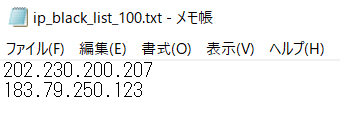 ip_black_list_100.txt - メモ帳
ファイル(F) 編集(E) 書式(O) 表示(V) ヘルプ(H)
202.230.200.207
183.79.250.123